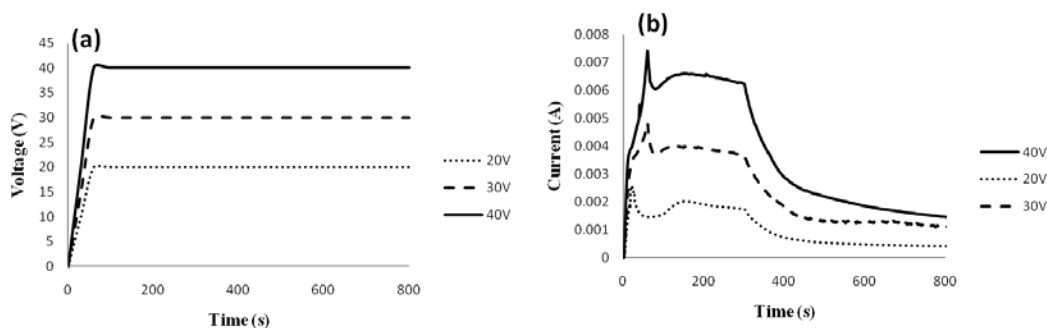 (a)
Voltage (V)
45
40
35
30
25
20
15
10
5
0
0 200 400 600 800
Time (s)
20V
30V
40V
(b)
Current (A)
0.008
0.007
0.006
0.005
0.004
0.003
0.002
0.001
0
0 200 400 600 800
Time (s)
40V
20V
30V